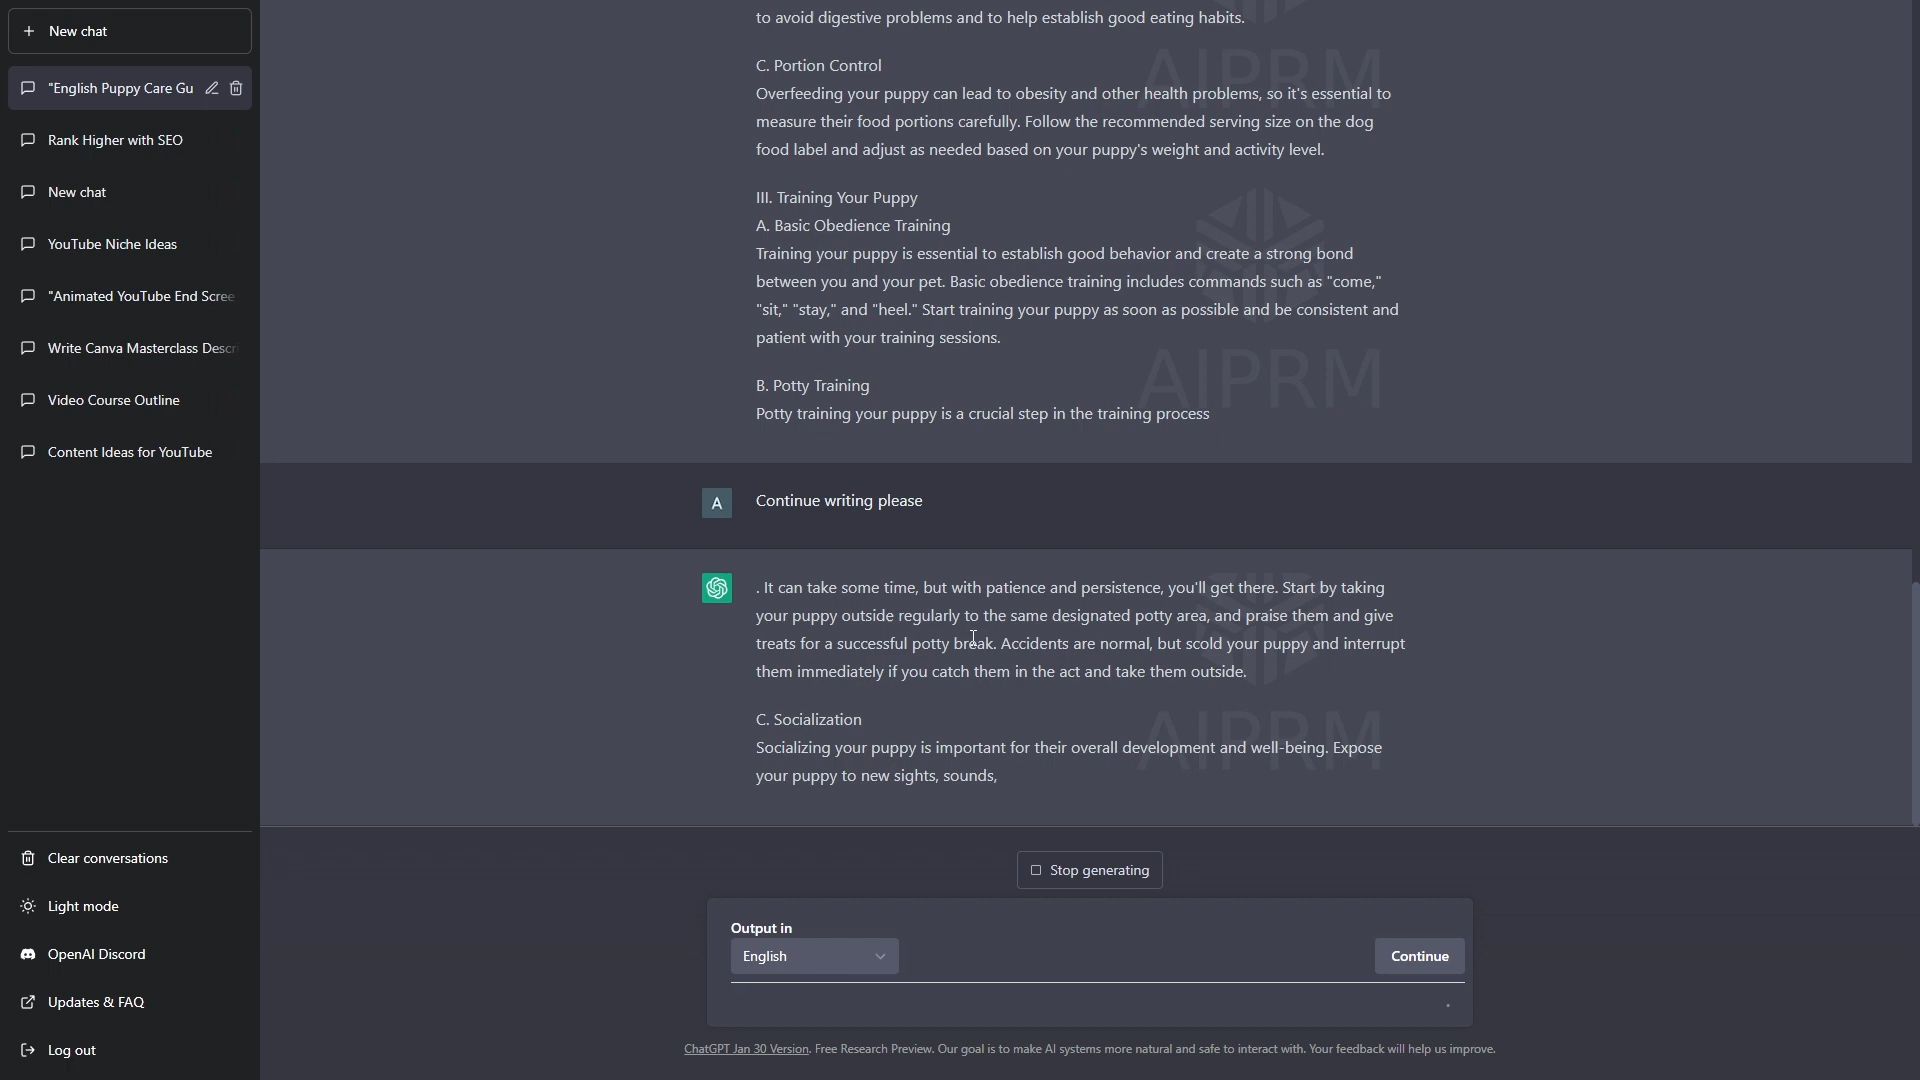 New chat
"English Puppy Care Gu
Rank Higher with SEO
New chat
YouTube Niche Ideas
"Animated YouTube End Scree
Write Canva Masterclass Descr
Video Course Outline
Content Ideas for YouTube
Clear conversations
Light mode
OpenAI Discord
Updates & FAQ
Log out
to avoid digestive problems and to help establish good eating habits.
C. Portion Control
Overfeeding your puppy can lead to obesity and other health problems, so it's essential to
measure their food portions carefully. Follow the recommended serving size on the dog
food label and adjust as needed based on your puppy's weight and activity level.
III. Training Your Puppy
A. Basic Obedience Training
Training your puppy is essential to establish good behavior and create a strong bond
between you and your pet. Basic obedience training includes commands such as "come,"
"sit," "stay," and "heel." Start training your puppy as soon as possible and be consistent and
patient with your training sessions.
B. Potty Training
Potty training your puppy is a crucial step in the training process
AIPRM
AIPRM
A
Continue writing please
. It can take some time, but with patience and persistence, you'll get there. Start by taking
your puppy outside regularly to the same designated potty area, and praise them and give
treats for a successful potty break. Accidents are normal, but scold your puppy and interrupt
them immediately if you catch them in the act and take them outside.
C. Socialization
Socializing your puppy is important for their overall development and well-being. Expose
your puppy to new sights, sounds,
AIPRM
Stop generating
Output in
English
Continue
ChatGPT Jan 30 Version. Free Research Preview. Our goal is to make AI systems more natural and safe to interact with. Your feedback will help us improve.